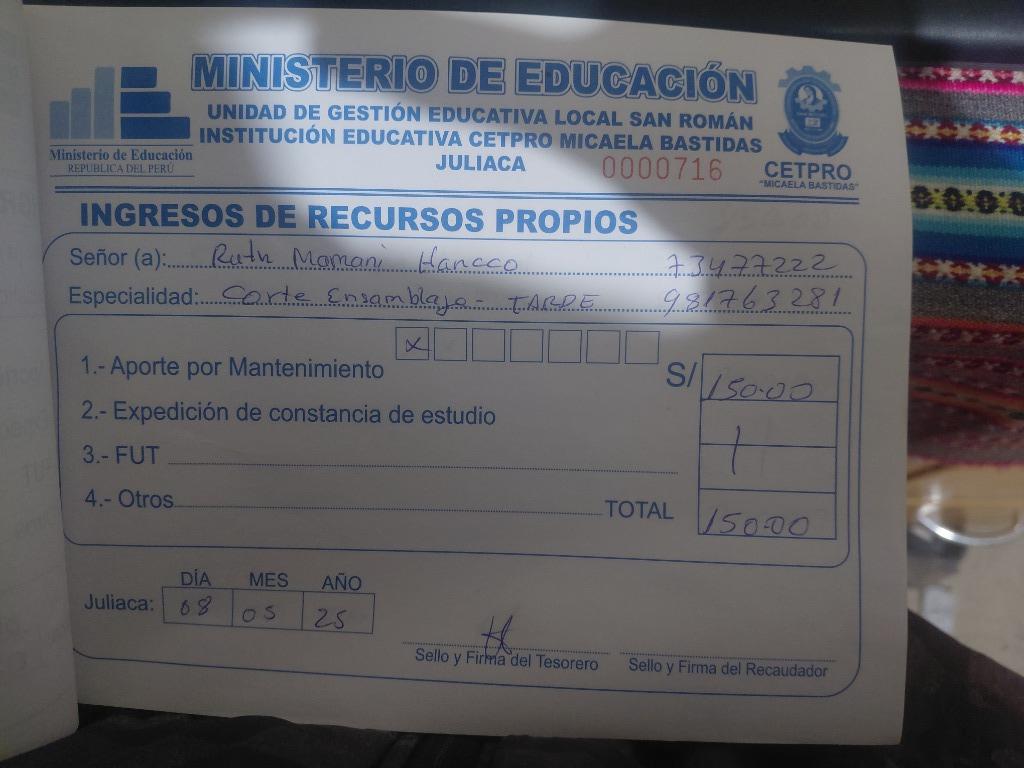 MINISTERIO DE EDUCACIÓN
UNIDAD DE GESTIÓN EDUCATIVA LOCAL SAN ROMÁN
INSTITUCIÓN EDUCATIVA CETPRO MICAELA BASTIDAS
JULIACA 0000716
Ministerio de Educación
REPUBLICA DEL PERÚ
CETPRO
"MICAELA BASTIDAS"
INGRESOS DE RECURSOS PROPIOS
Señor (a): Ruth Mamani Hancco 73477222
Especialidad: Corte Ensamblaje - TARDE 981763281
x
1.- Aporte por Mantenimiento S/ 150.00
2.- Expedición de constancia de estudio
3.- FUT
4.- Otros TOTAL 150.00
DÍA MES AÑO
Juliaca: 08 05 25
Sello y Firma del Tesorero Sello y Firma del Recaudador